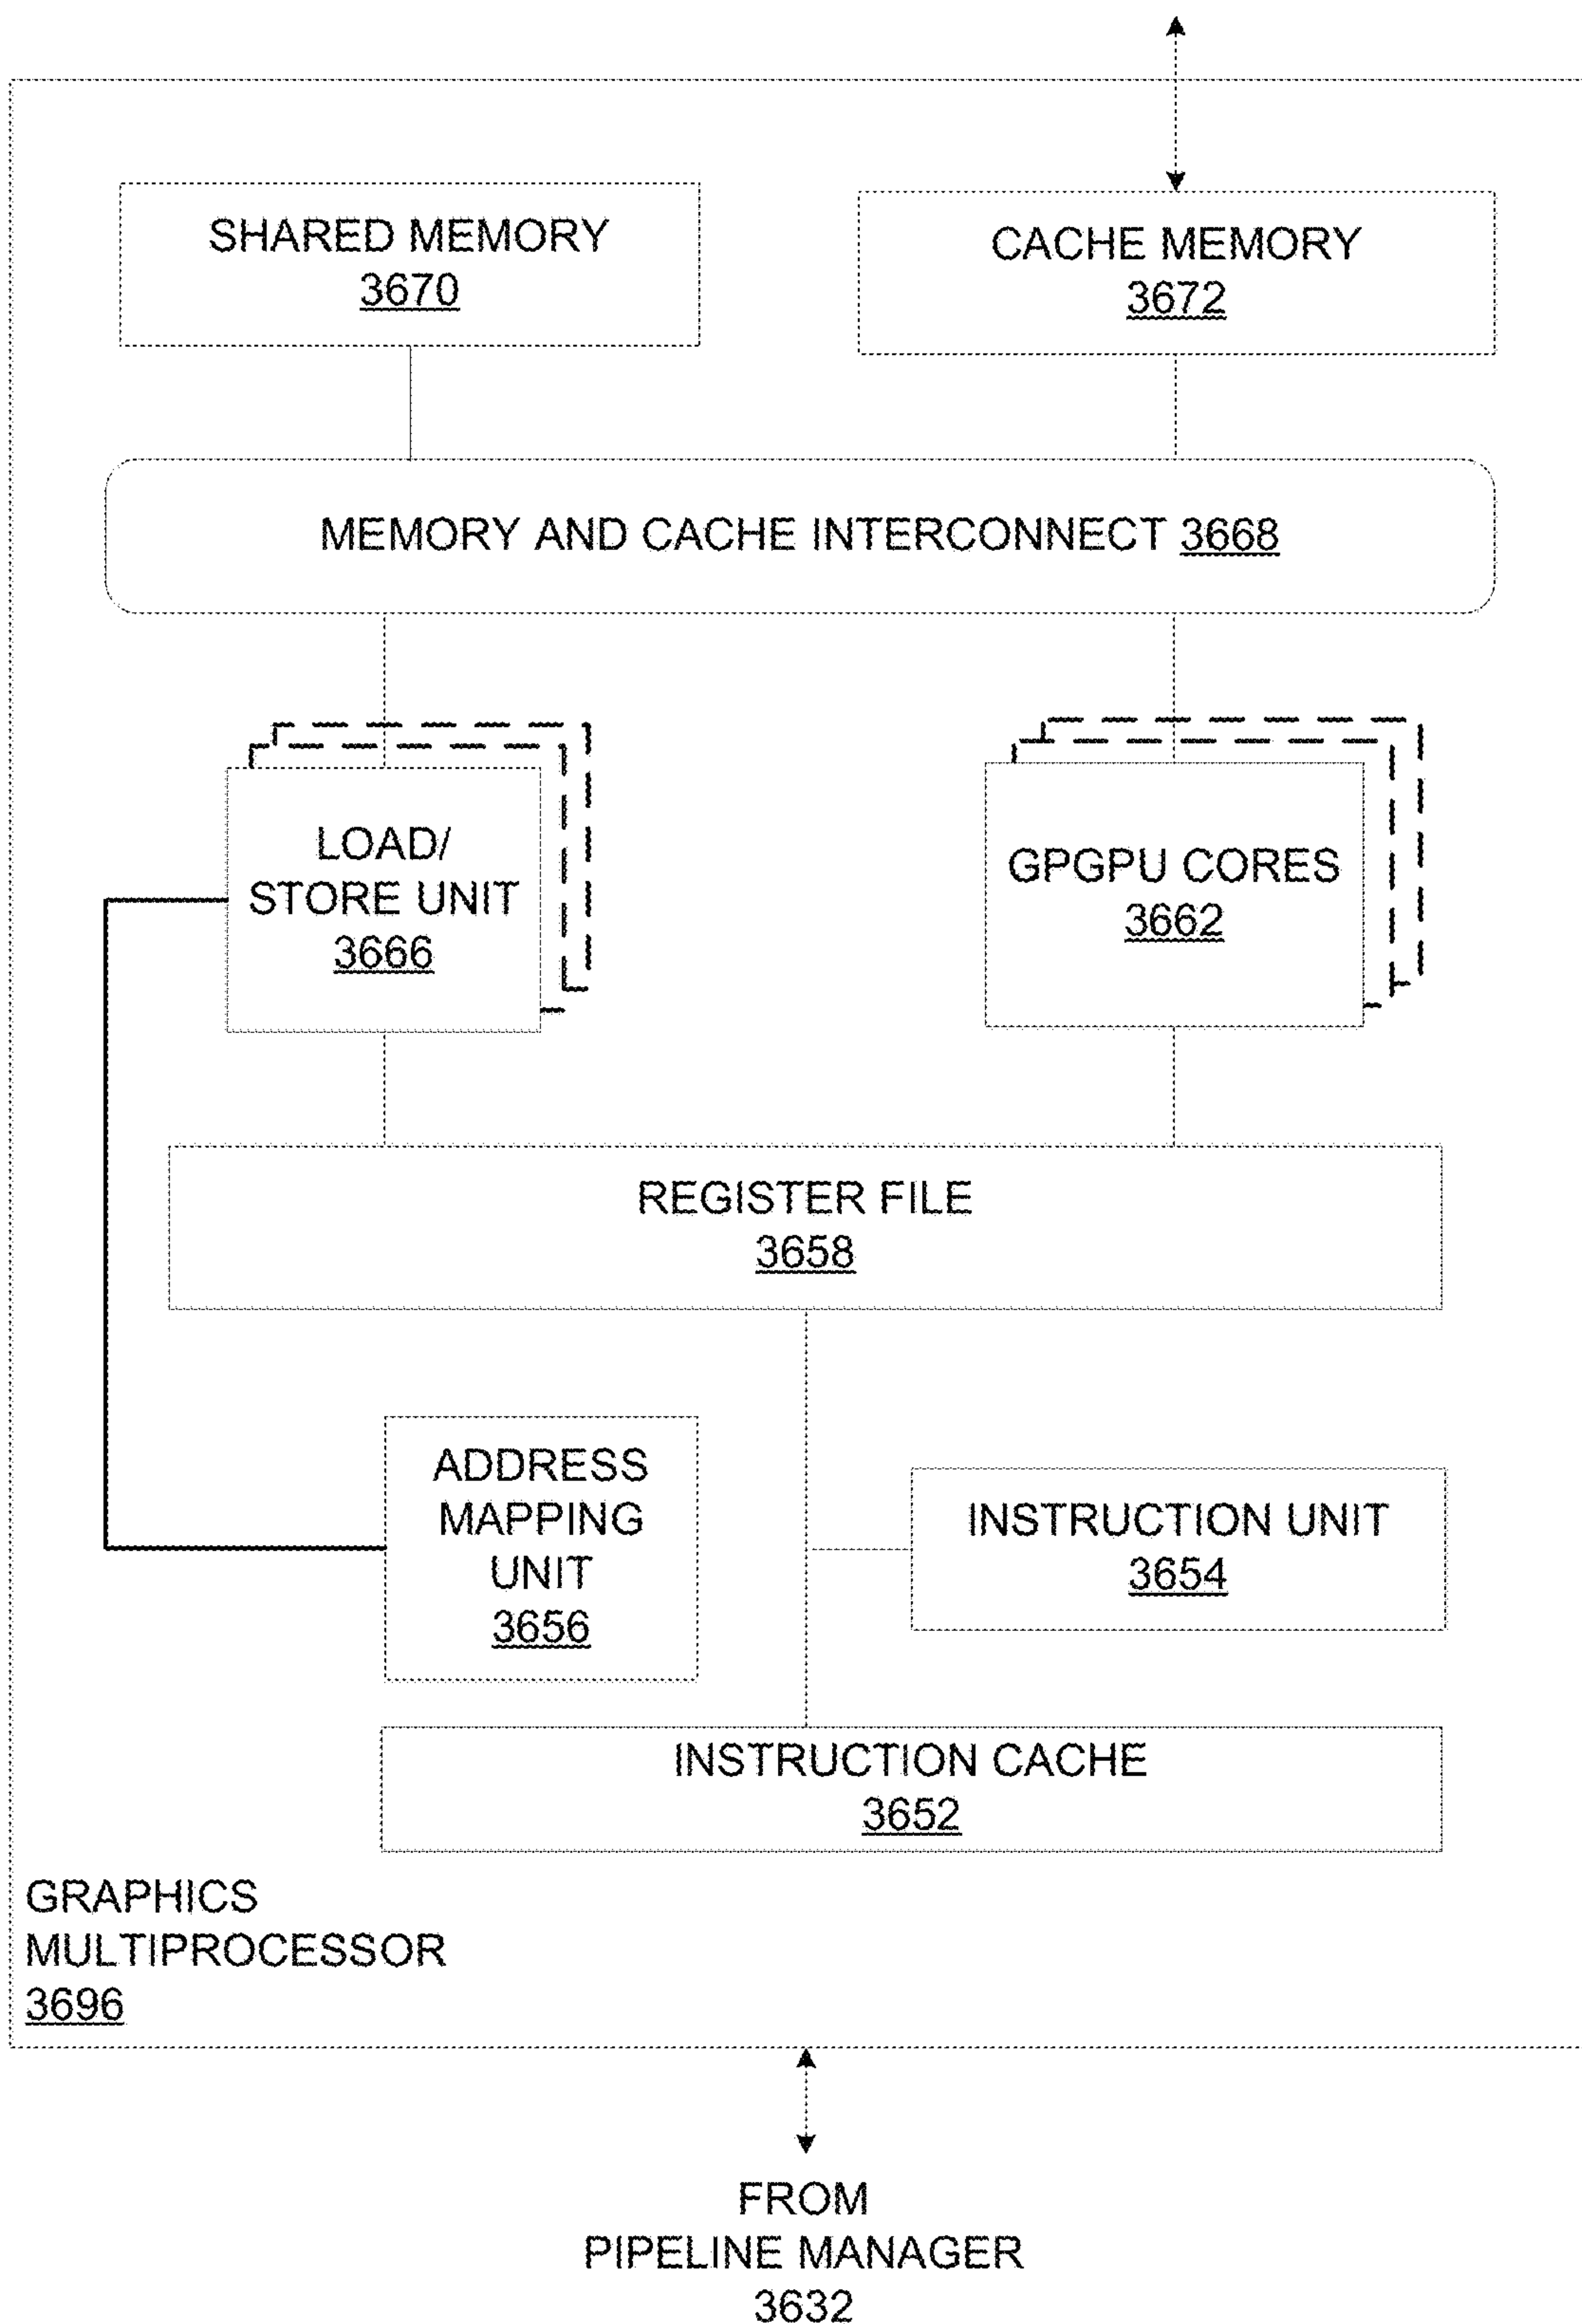 SHARED MEMORY
3670
CACHE MEMORY
3672
MEMORY AND CACHE INTERCONNECT 3668
LOAD/
STORE UNIT
3666
GPGPU CORES
3662
REGISTER FILE
3658
ADDRESS
MAPPING
UNIT
3656
INSTRUCTION UNIT
3654
INSTRUCTION CACHE
3652
GRAPHICS
MULTIPROCESSOR
3696
FROM
PIPELINE MANAGER
3632